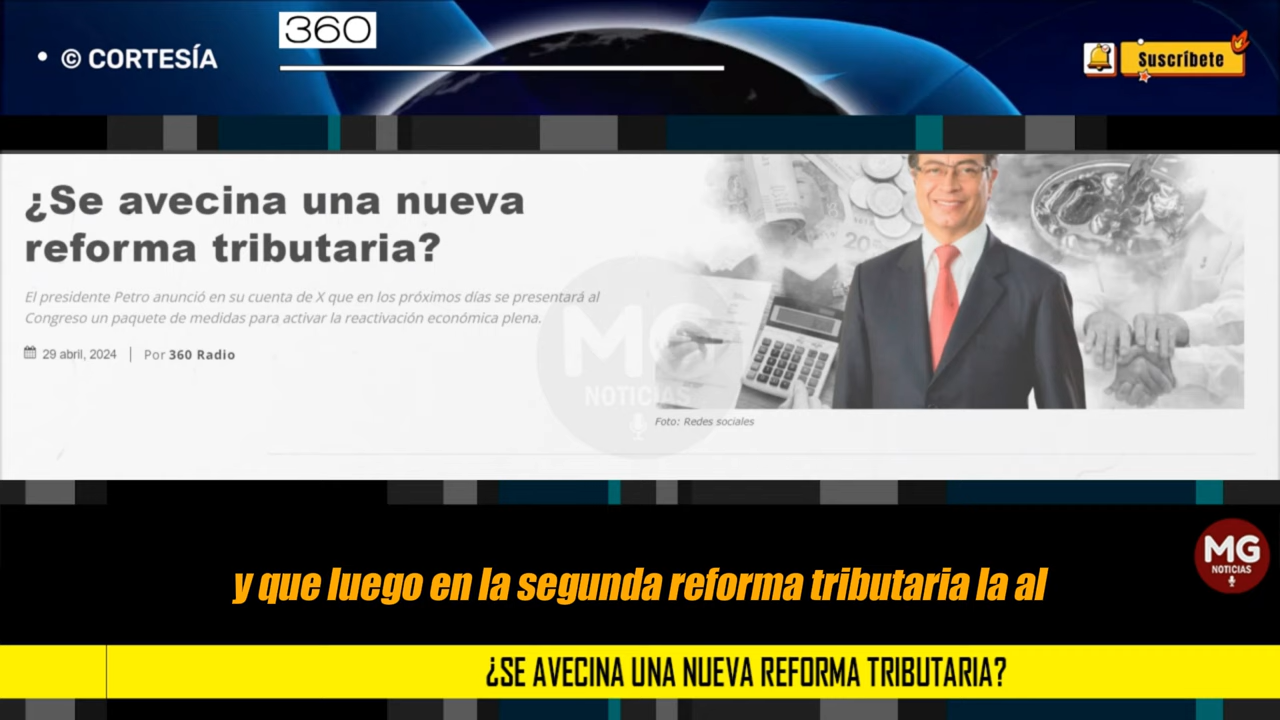 360
• © CORTESÍA
Suscríbete
¿Se avecina una nueva
reforma tributaria?
El presidente Petro anunció en su cuenta de X que en los próximos días se presentará al
Congreso un paquete de medidas para activar la reactivación económica plena.
29 abril, 2024 | Por 360 Radio
MG
NOTICIAS
20
Foto: Redes sociales
MG
NOTICIAS
y que luego en la segunda reforma tributaria la al
¿SE AVECINA UNA NUEVA REFORMA TRIBUTARIA?